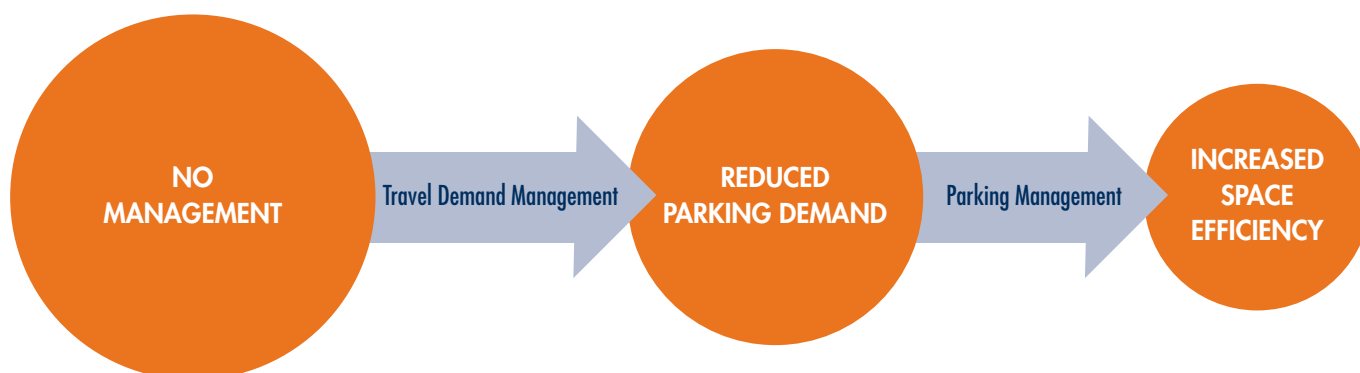 NO
MANAGEMENT
Travel Demand Management
REDUCED
PARKING DEMAND
Parking Management
INCREASED
SPACE
EFFICIENCY